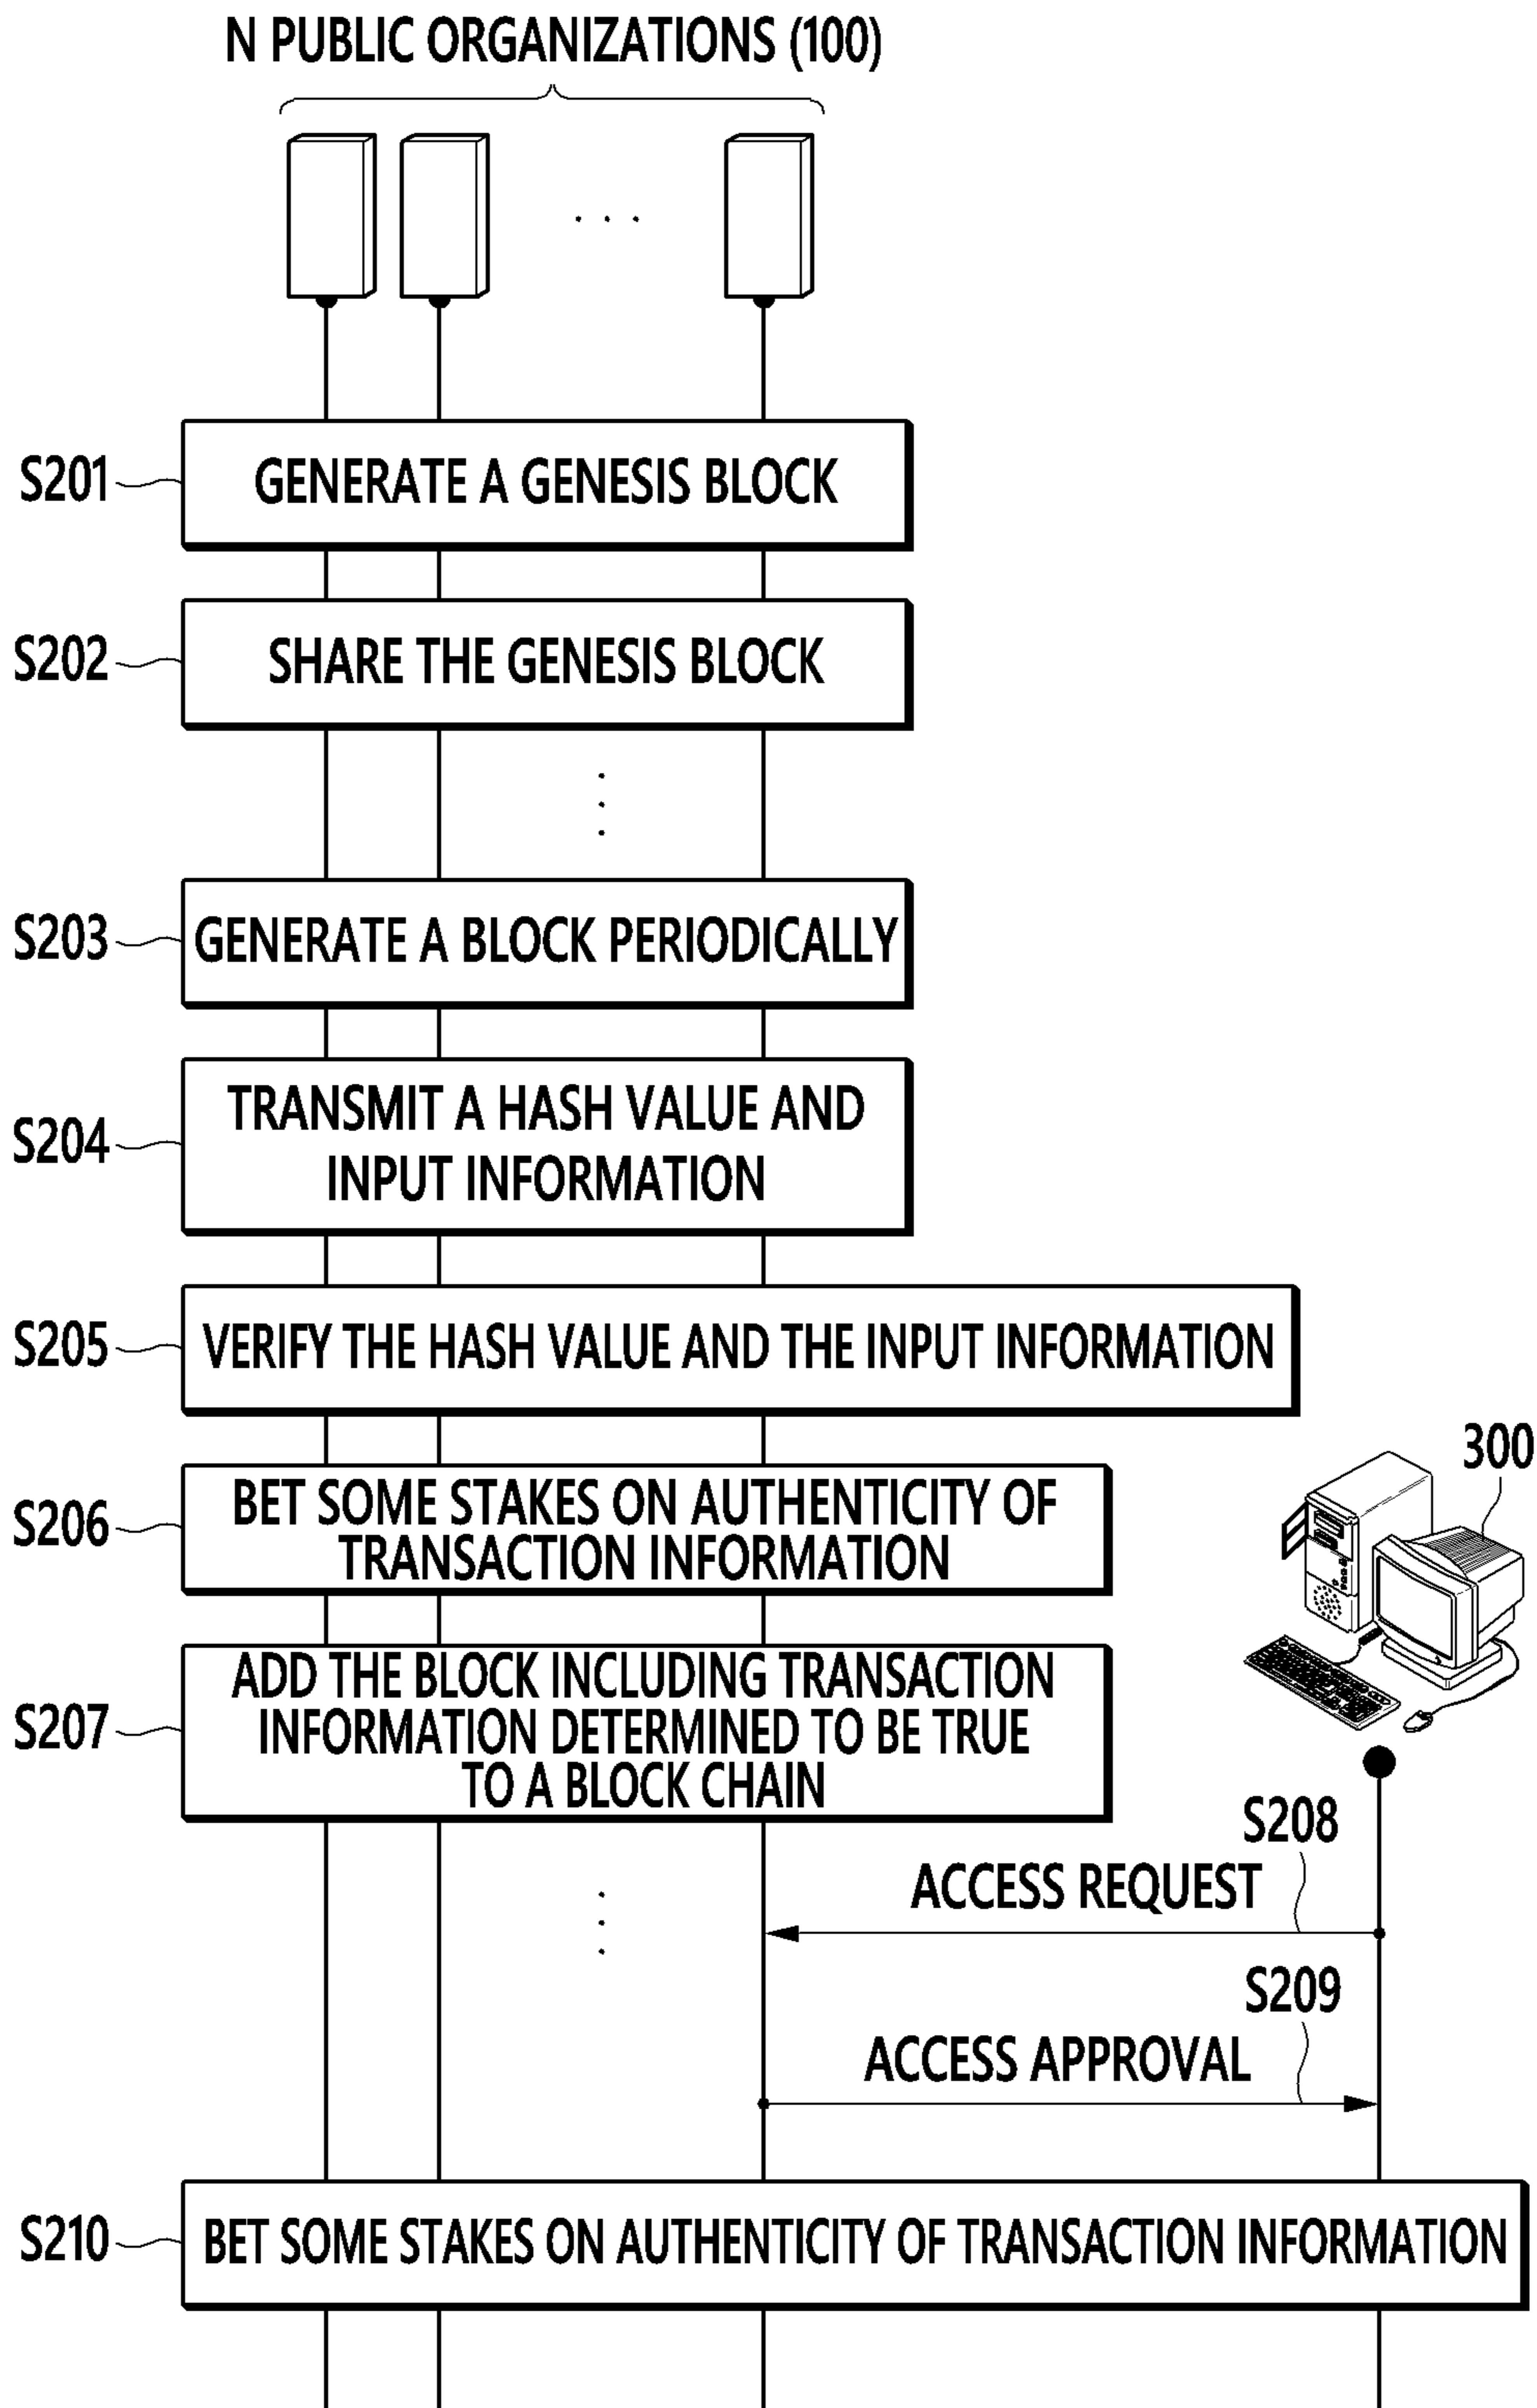 N PUBLIC ORGANIZATIONS (100)
S201
GENERATE A GENESIS BLOCK
S202
SHARE THE GENESIS BLOCK
S203
GENERATE A BLOCK PERIODICALLY
S204
TRANSMIT A HASH VALUE AND
INPUT INFORMATION
S205
VERIFY THE HASH VALUE AND THE INPUT INFORMATION
300
S206
BET SOME STAKES ON AUTHENTICITY OF
TRANSACTION INFORMATION
S207
ADD THE BLOCK INCLUDING TRANSACTION
INFORMATION DETERMINED TO BE TRUE
TO A BLOCK CHAIN
S208
ACCESS REQUEST
S209
ACCESS APPROVAL
S210
BET SOME STAKES ON AUTHENTICITY OF TRANSACTION INFORMATION